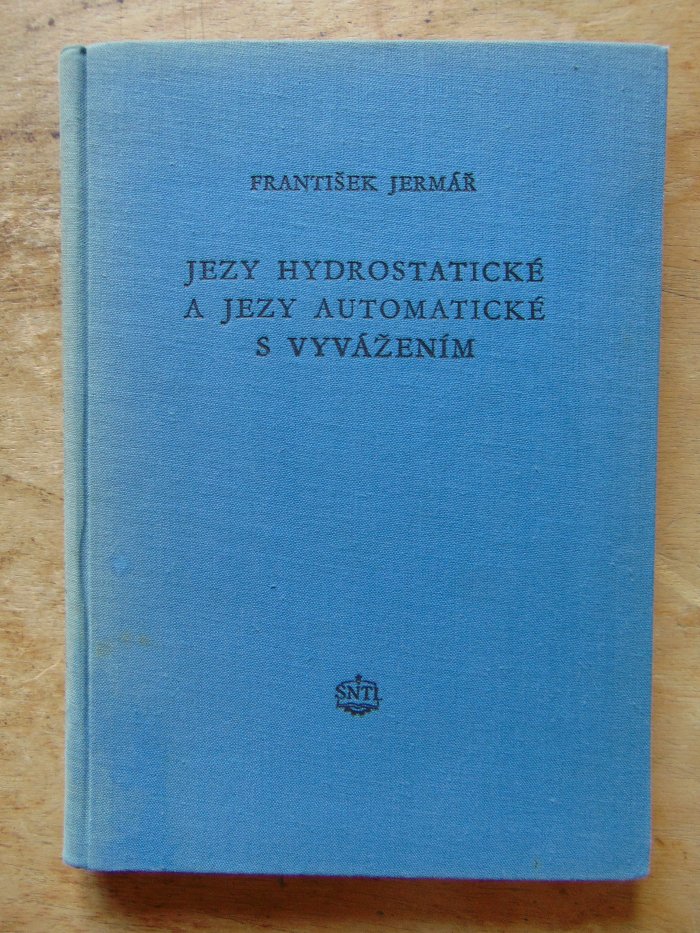 FRANTIŠEK JERMÁŘ
JEZY HYDROSTATICKÉ
A JEZY AUTOMATICKÉ
S VYVÁŽENÍM
SNTL